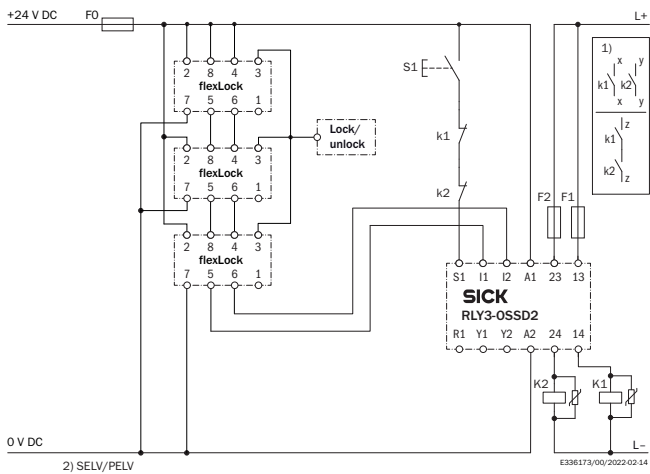 +24 V DC F0 L+
2 8 4 3
flexLock
7 5 6 1
2 8 4 3
flexLock
7 5 6 1
2 8 4 3
flexLock
7 5 6 1
Lock/
unlock
S1
k1
k2
1)
x y
k1 k2
x y
z
k1
k2
z
F2 F1
S1 I1 I2 A1 23 13
SICK
RLY3-OSSD2
R1 Y1 Y2 A2 24 14
K2 K1
0 V DC L–
2) SELV/PELV
E336173/00/2022-02-14